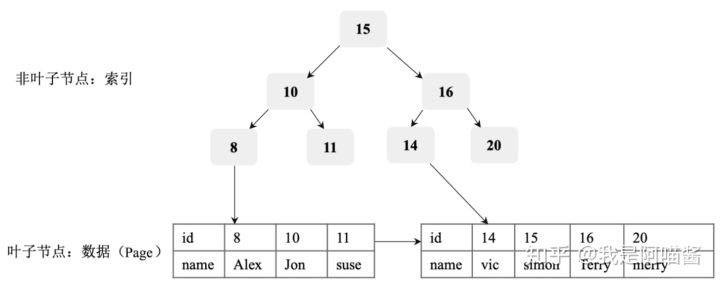 15
非叶子节点：索引
10
16
8
11
14
20
叶子节点：数据（Page）
id 8 10 11
name Alex Jon suse
id 14 15 16 20
name vic simon Terry merry
知乎 @我是阿喵酱